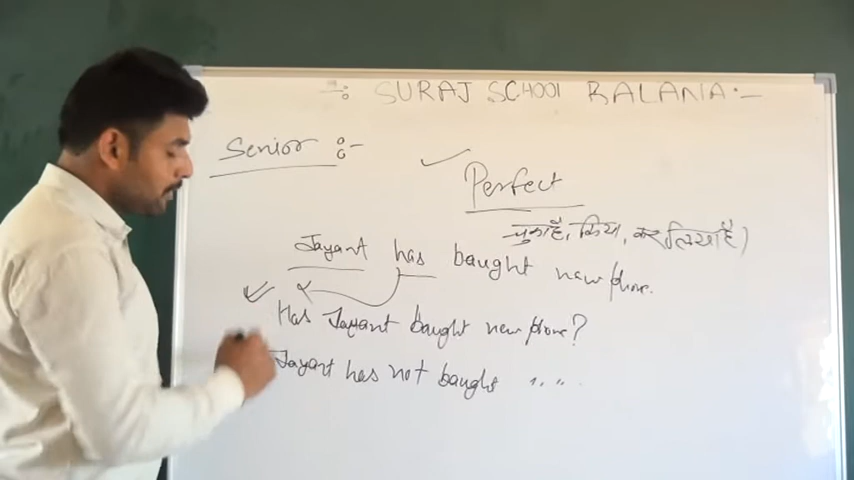 -: SURAJ SCHOOl BALANIA :-
Senior :-
Perfect
चुका है, किया, कर लिया है)
Jayant has baught new phone.
Has Jayant baught new phone?
Jayant has not baught ,, ,, .